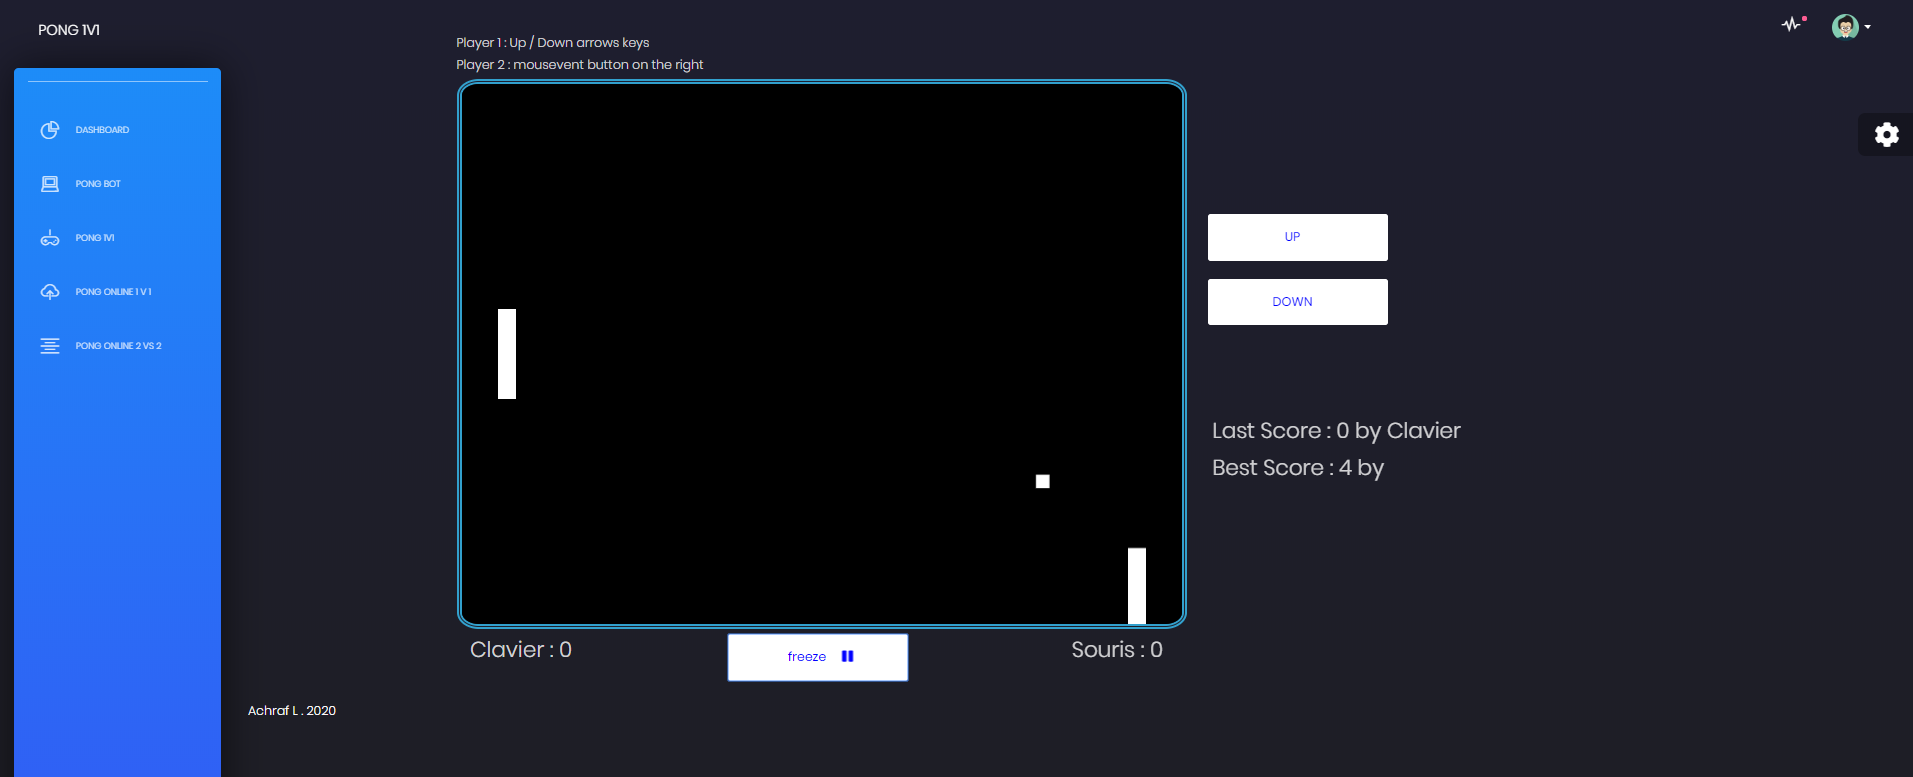 PONG 1V1
DASHBOARD
PONG BOT
PONG 1V1
PONG ONLINE 1 V 1
PONG ONLINE 2 VS 2
Player 1 : Up / Down arrows keys
Player 2 : mousevent button on the right
UP
DOWN
Last Score : 0 by Clavier
Best Score : 4 by
Clavier : 0
freeze
Souris : 0
Achraf L . 2020